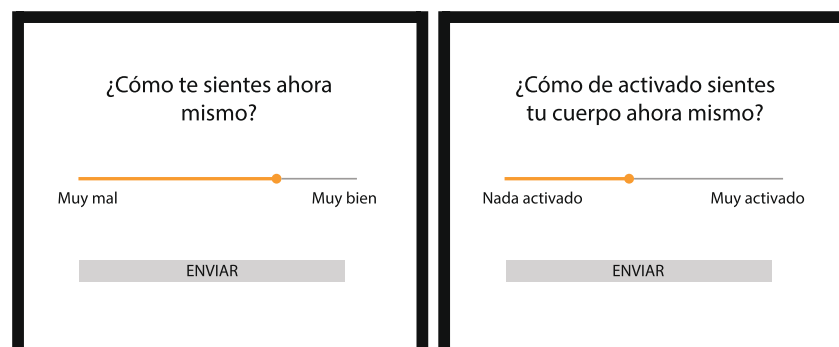 ¿Cómo te sientes ahora
mismo?
Muy mal
Muy bien
ENVIAR
¿Cómo de activado sientes
tu cuerpo ahora mismo?
Nada activado
Muy activado
ENVIAR